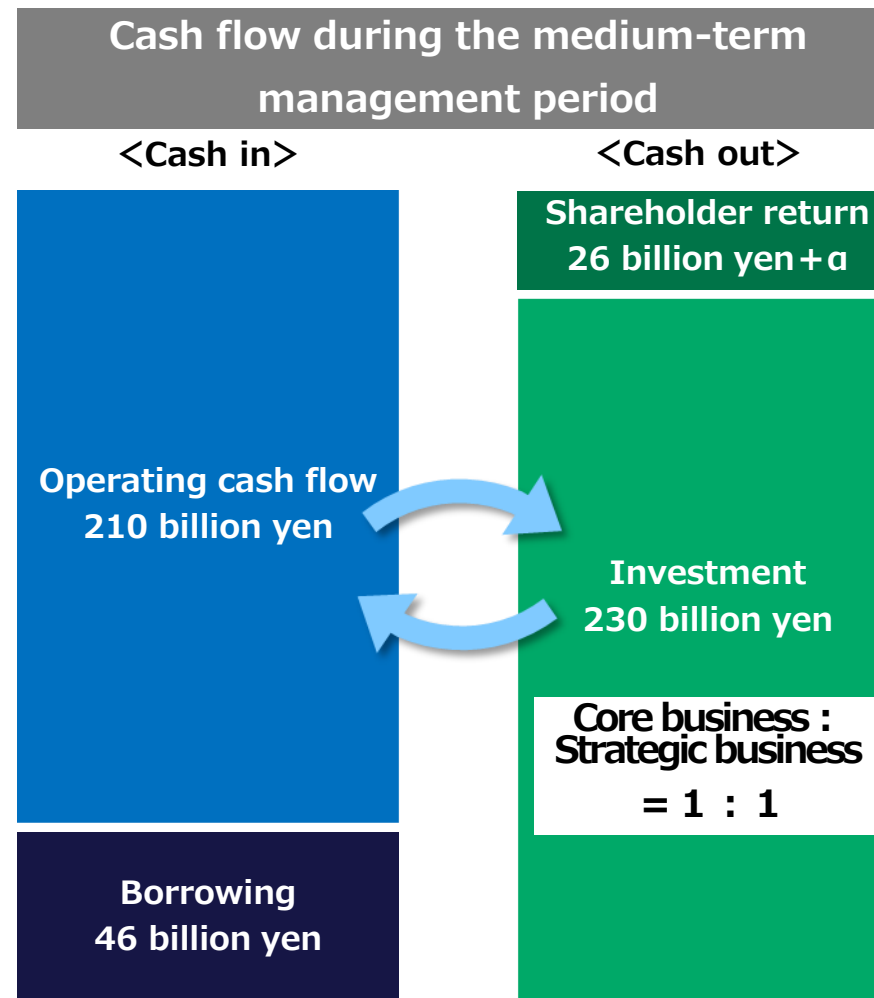 Cash flow during the medium-term
management period
<Cash in>
<Cash out>
Operating cash flow
210 billion yen
Borrowing
46 billion yen
Shareholder return
26 billion yen+α
Investment
230 billion yen
Core business :
Strategic business
= 1 : 1